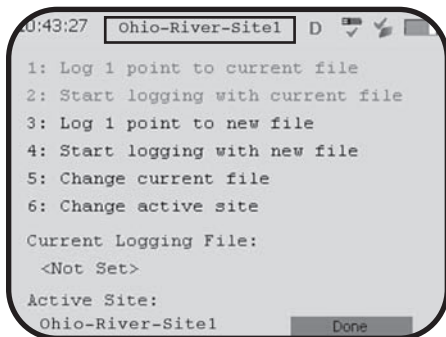 0:43:27 Ohio-River-Site1 D
1: Log 1 point to current file
2: Start logging with current file
3: Log 1 point to new file
4: Start logging with new file
5: Change current file
6: Change active site
Current Logging File:
<Not Set>
Active Site:
Ohio-River-Site1 Done